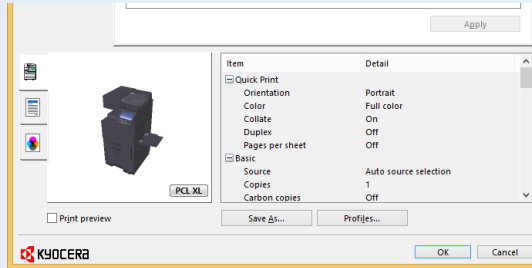 Apply
Item Detail
Quick Print
Orientation Portrait
Color Full color
Collate On
Duplex Off
Pages per sheet Off
Basic
Source Auto source selection
Copies 1
Carbon copies Off
PCL XL
Print preview
Save As... Profiles...
KYOCERA
OK Cancel